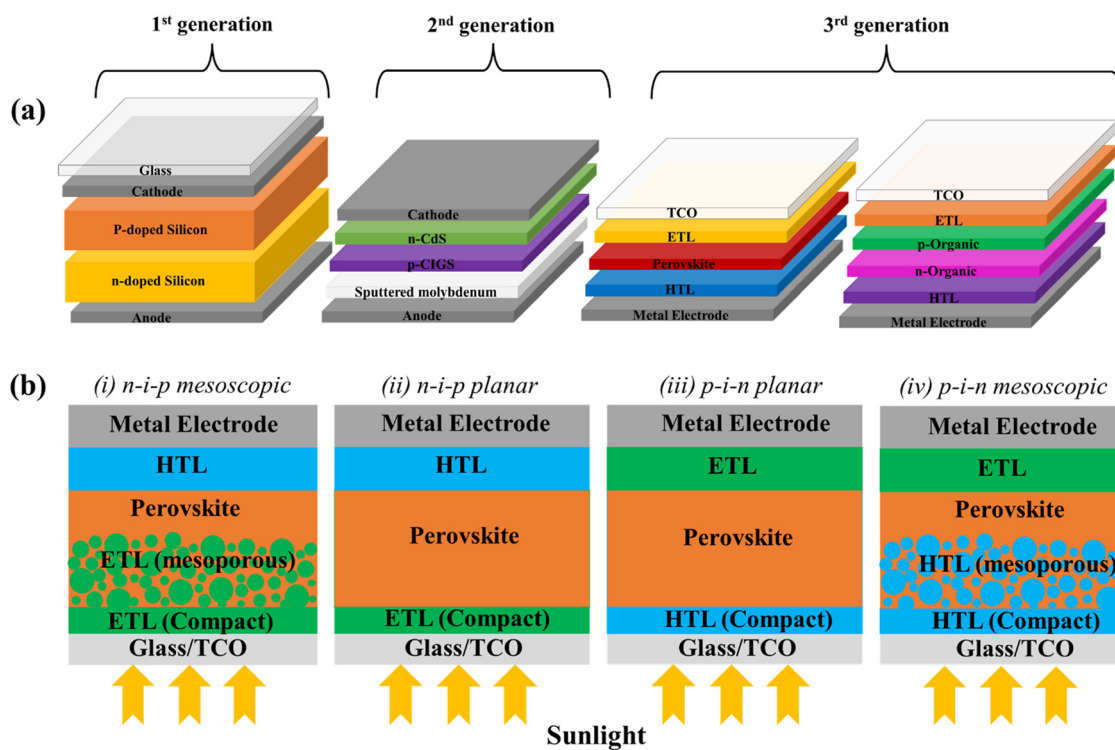 1st generation
2nd generation
3rd generation
(a)
Glass
Cathode
P-doped Silicon
n-doped Silicon
Anode
Cathode
n-CdS
p-CIGS
Sputtered molybdenum
Anode
TCO
ETL
Perovskite
HTL
Metal Electrode
TCO
ETL
p-Organic
n-Organic
HTL
Metal Electrode
(b)
(i) n-i-p mesoscopic
Metal Electrode
HTL
Perovskite
ETL (mesoporous)
ETL (Compact)
Glass/TCO
(ii) n-i-p planar
Metal Electrode
HTL
Perovskite
ETL (Compact)
Glass/TCO
(iii) p-i-n planar
Metal Electrode
ETL
Perovskite
HTL (Compact)
Glass/TCO
(iv) p-i-n mesoscopic
Metal Electrode
ETL
Perovskite
HTL (mesoporous)
HTL (Compact)
Glass/TCO
Sunlight